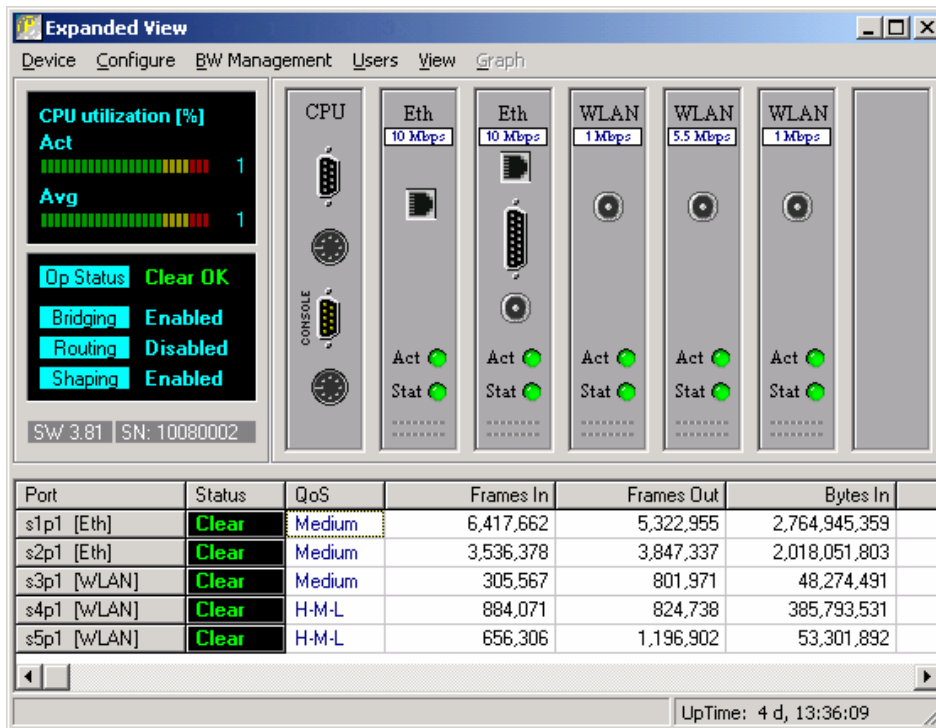 Expanded View
Device Configure BW Management Users View Graph
CPU utilization [%]
Act
1
Avg
1
Op Status Clear OK
Bridging Enabled
Routing Disabled
Shaping Enabled
SW 3.81 SN: 10080002
CPU Eth Eth WLAN WLAN WLAN
10 Mbps 10 Mbps 1 Mbps 5.5 Mbps 1 Mbps
CONSOLE
Act Act Act Act Act
Stat Stat Stat Stat Stat
Port Status QoS Frames In Frames Out Bytes In
s1p1 [Eth] Clear Medium 6,417,662 5,322,955 2,764,945,359
s2p1 [Eth] Clear Medium 3,536,378 3,847,337 2,018,051,803
s3p1 [WLAN] Clear Medium 305,567 801,971 48,274,491
s4p1 [WLAN] Clear H-M-L 884,071 824,738 385,793,531
s5p1 [WLAN] Clear H-M-L 656,306 1,196,902 53,301,892
UpTime: 4 d, 13:36:09